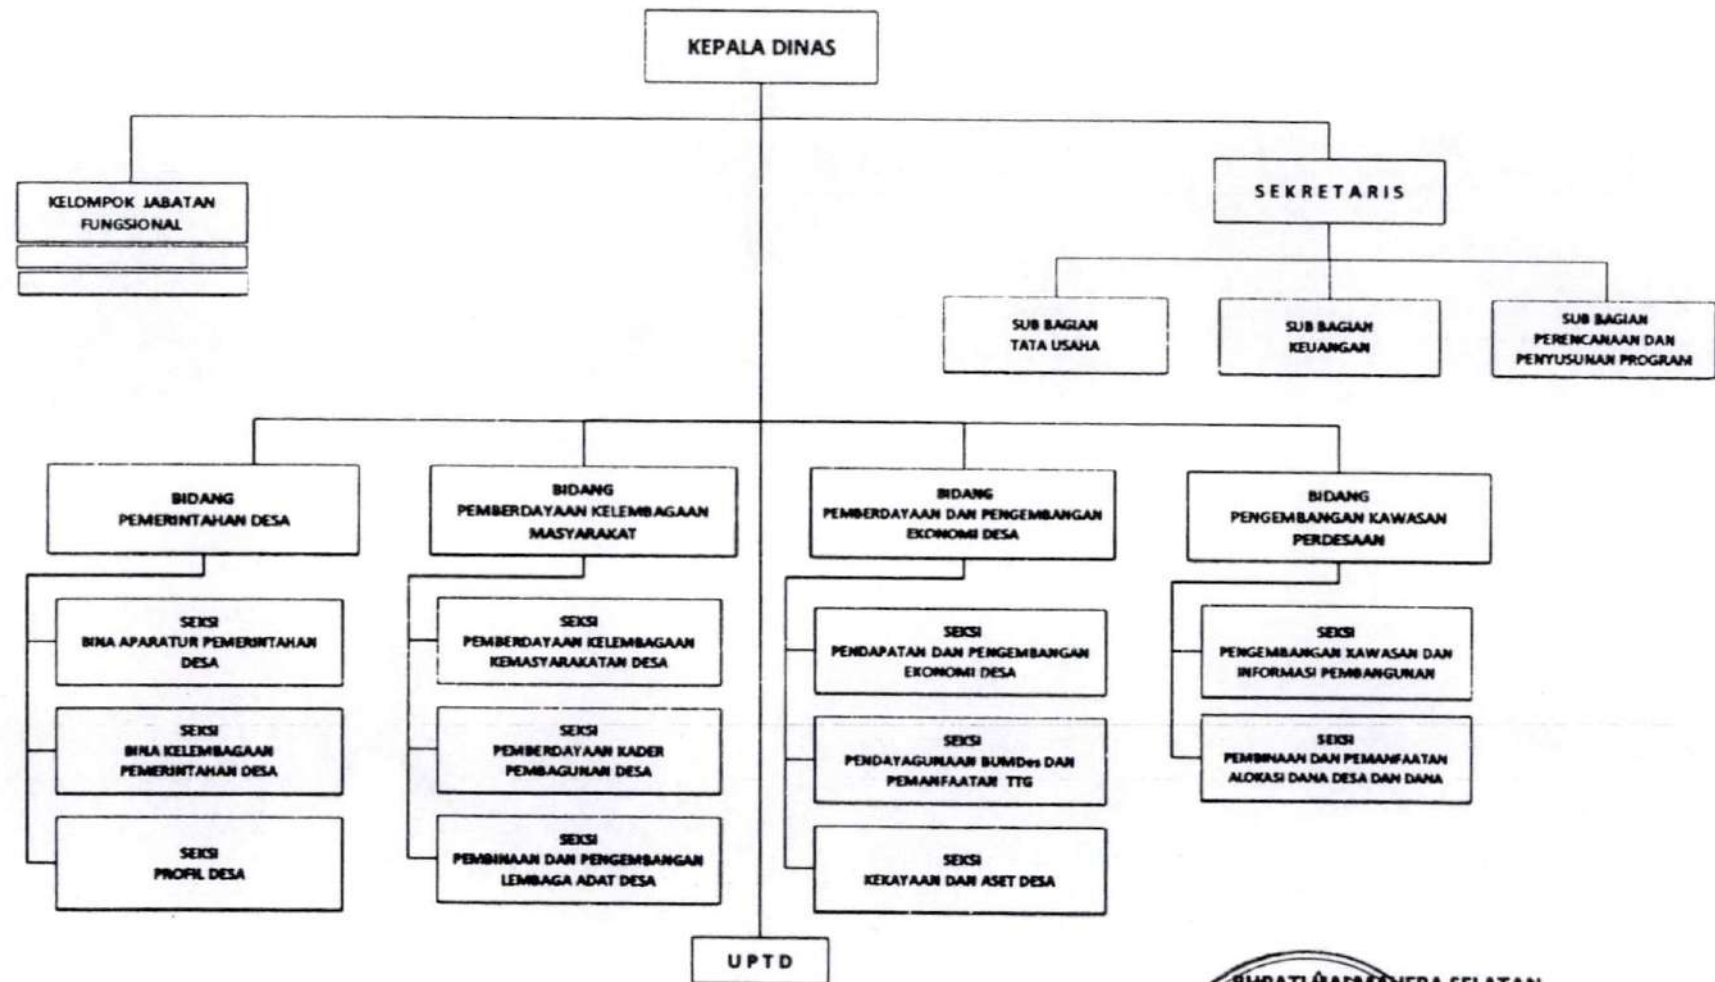 KEPALA DINAS
KELOMPOK JABATAN
FUNGSIONAL
SEKRETARIS
SUB BAGIAN
TATA USAHA
SUB BAGIAN
KEUANGAN
SUB BAGIAN
PERENCANAAN DAN
PENYUSUNAN PROGRAM
BIDANG
PEMERINTAHAN DESA
BIDANG
PEMBERDAYAAN KELEMBAGAAN
MASYARAKAT
BIDANG
PEMBERDAYAAN DAN PENGEMBANGAN
EKONOMI DESA
BIDANG
PENGEMBANGAN KAWASAN
PERDESAAN
SEKSI
BINA APARATUR PEMERINTAHAN
DESA
SEKSI
BINA KELEMBAGAAN
PEMERINTAHAN DESA
SEKSI
PROFIL DESA
SEKSI
PEMBERDAYAAN KELEMBAGAAN
KEMASYARAKATAN DESA
SEKSI
PEMBERDAYAAN KADER
PEMBAGUNAN DESA
SEKSI
PEMBINAAN DAN PENGEMBANGAN
LEMBAGA ADAT DESA
SEKSI
PENDAPATAN DAN PENGEMBANGAN
EKONOMI DESA
SEKSI
PENDAYAGUNAAN BUMDes DAN
PEMANFAATAN TTG
SEKSI
KEKAYAAN DAN ASET DESA
SEKSI
PENGEMBANGAN KAWASAN DAN
INFORMASI PEMBANGUNAN
SEKSI
PEMBINAAN DAN PEMANFAATAN
ALOKASI DANA DESA DAN DANA
UPTD
BUPATI HALMAHERA SELATAN